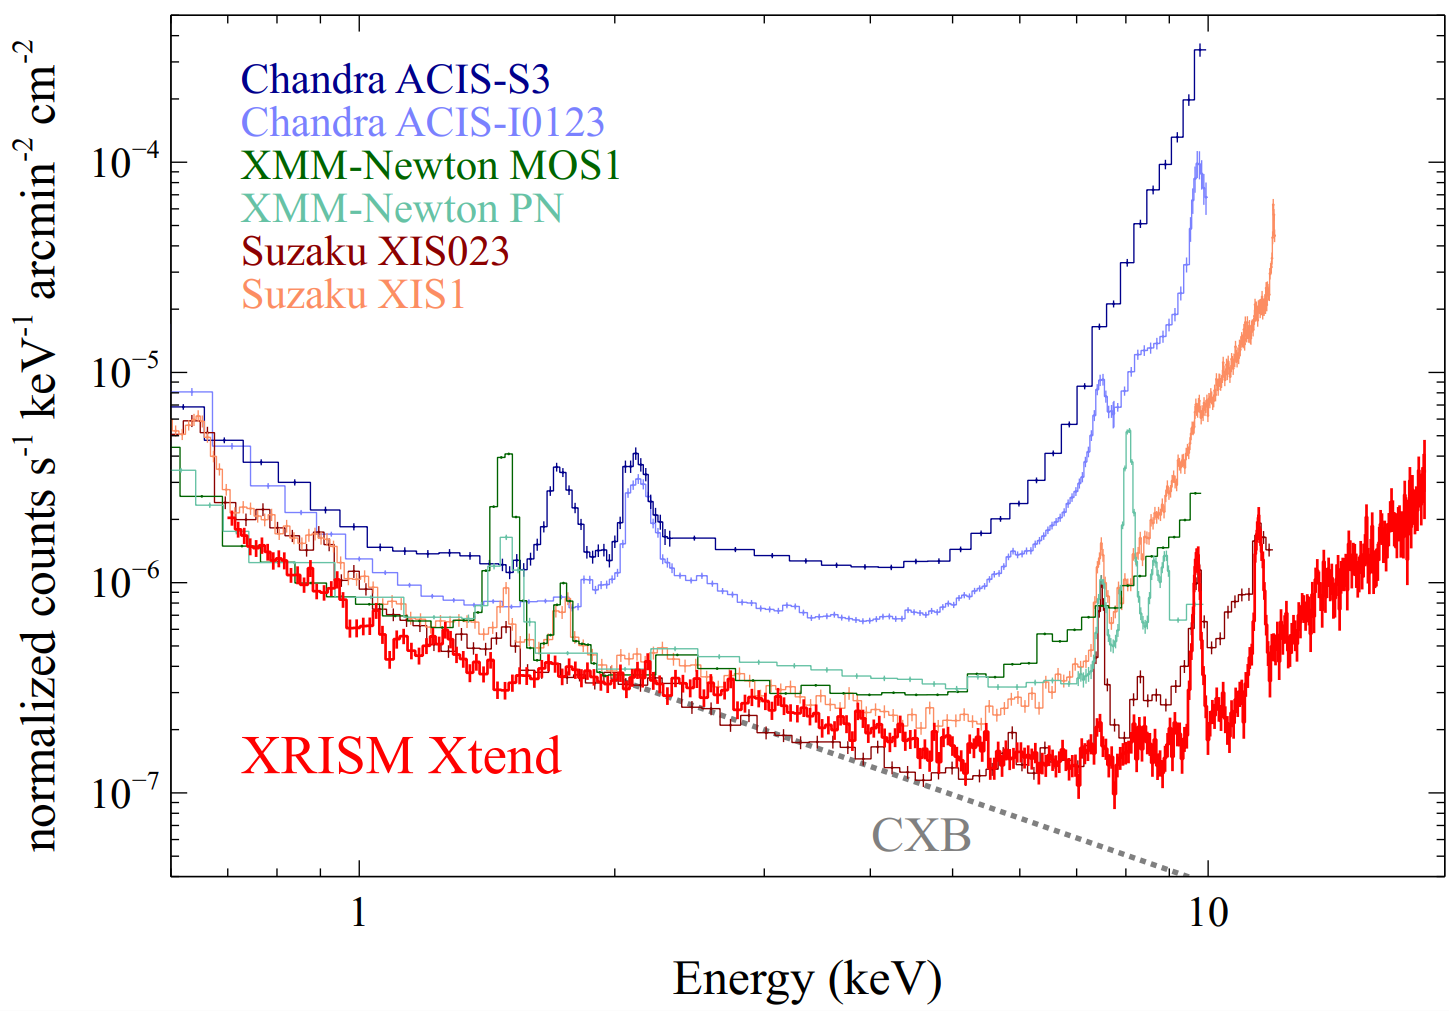 Chandra ACIS-S3
Chandra ACIS-I0123
XMM-Newton MOS1
XMM-Newton PN
Suzaku XIS023
Suzaku XIS1
XRISM Xtend
CXB
normalized counts s⁻¹ keV⁻¹ arcmin⁻² cm⁻²
10⁻⁴
10⁻⁵
10⁻⁶
10⁻⁷
1
10
Energy (keV)